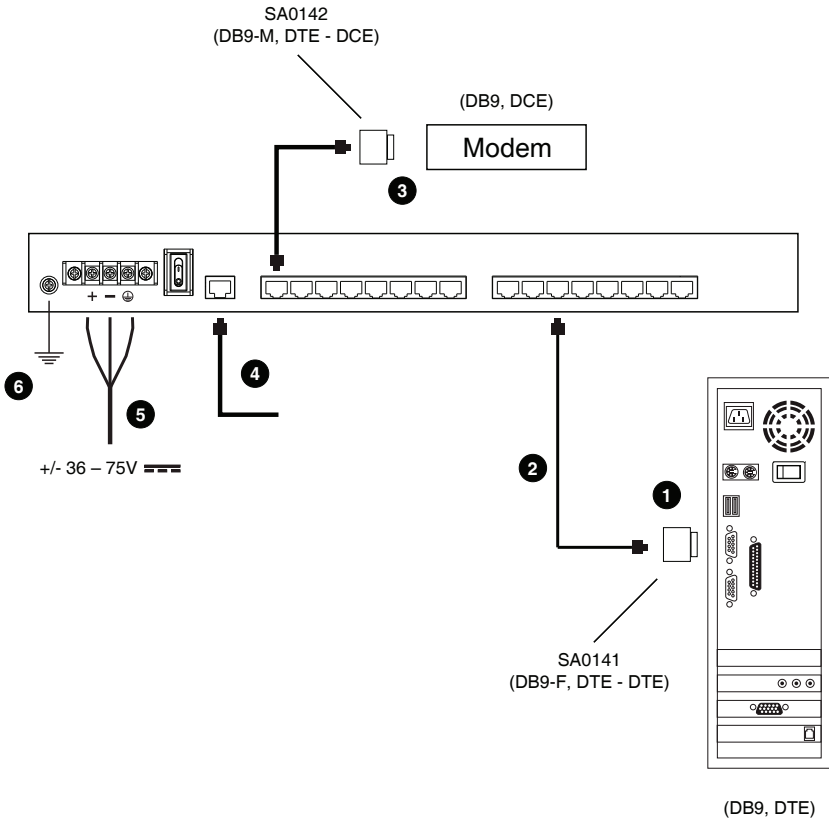 SA0142
(DB9-M, DTE - DCE)
(DB9, DCE)
Modem
3
+ −
6
5
4
+/- 36 – 75V
2
1
SA0141
(DB9-F, DTE - DTE)
(DB9, DTE)